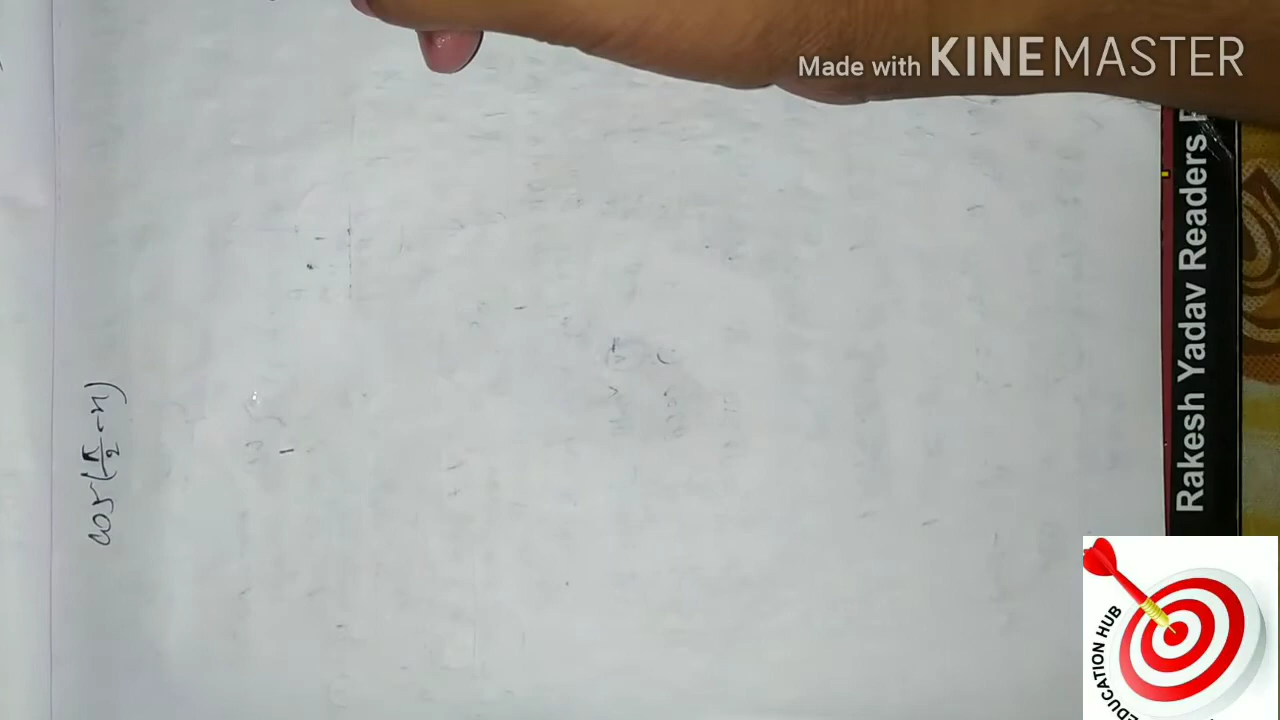 Made with KINEMASTER
cos(π/2-x)
Rakesh Yadav Readers
EDUCATION HUB